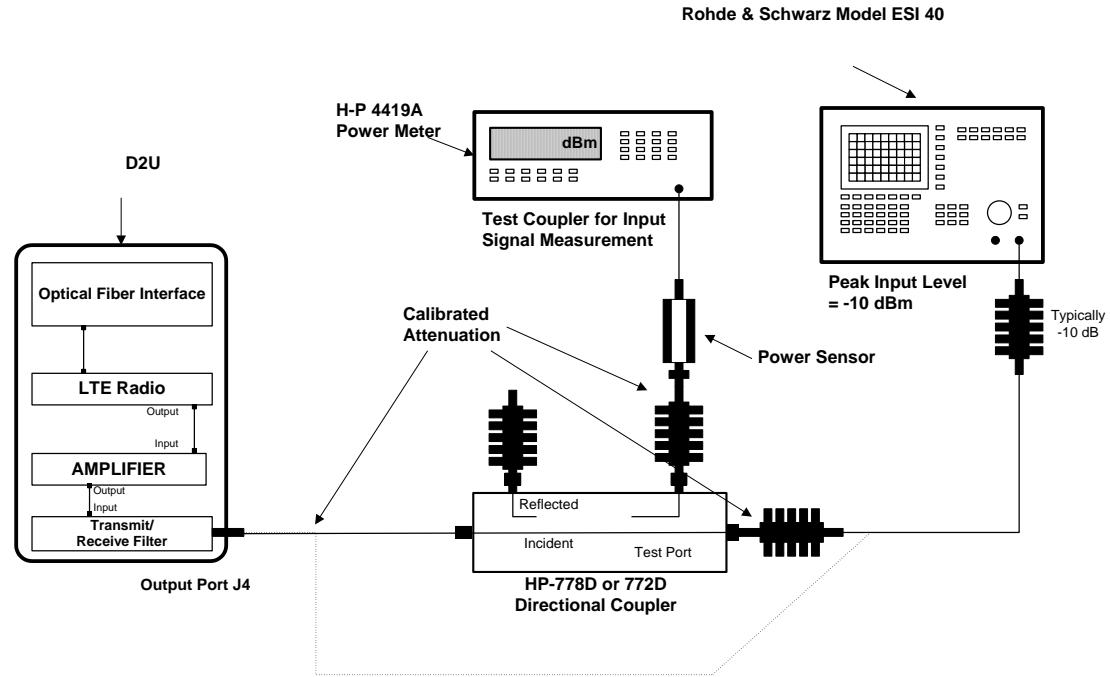 Rohde & Schwarz Model ESI 40
H-P 4419A
Power Meter
dBm
D2U
Test Coupler for Input
Signal Measurement
Optical Fiber Interface
Peak Input Level
= -10 dBm
Typically
-10 dB
Calibrated
Attenuation
Power Sensor
LTE Radio
Output
Input
AMPLIFIER
Output
Input
Transmit/
Receive Filter
Reflected
Incident
Test Port
Output Port J4
HP-778D or 772D
Directional Coupler